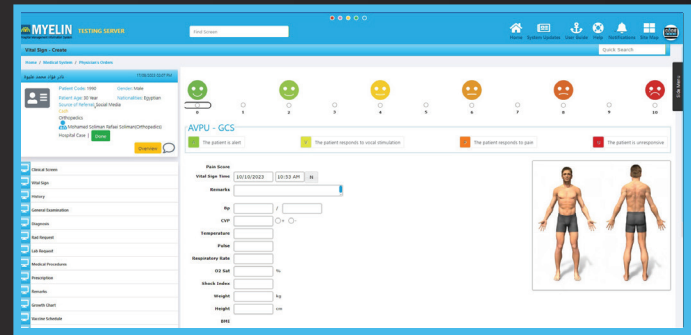 MYELIN TESTING SERVER
Find Screen
Home System Updates User Guide Help Notifications Site Map
Vital Sign - Create
Quick Search
Home / Medical System / Physician's Orders
Side Menu
Patient Code: 1990 Gender: Male
Patient Age: 30 Year Nationalities: Egyptian
Source of Referral: Social Media
Orthopedics
Mohamed Soliman Refaai Soliman(Orthopedics)
Hospital Case |
Overview
0 1 2 3 4 5 6 7 8 9 10
AVPU - GCS
The patient is alert
The patient responds to vocal stimulation
The patient responds to pain
The patient is unresponsive
Clinical Screen
Vital Sign
History
General Examination
Diagnosis
Rad Request
Lab Request
Medical Procedures
Prescription
Remarks
Growth Chart
Vaccine Schedule
Pain Score
Vital Sign Time 10/10/2023 10:53 AM N
Remarks
Bp /
CVP + -
Temperature
Pulse
Respiratory Rate
O2 Sat %
Shock Index
Weight kg
Height cm
BMI